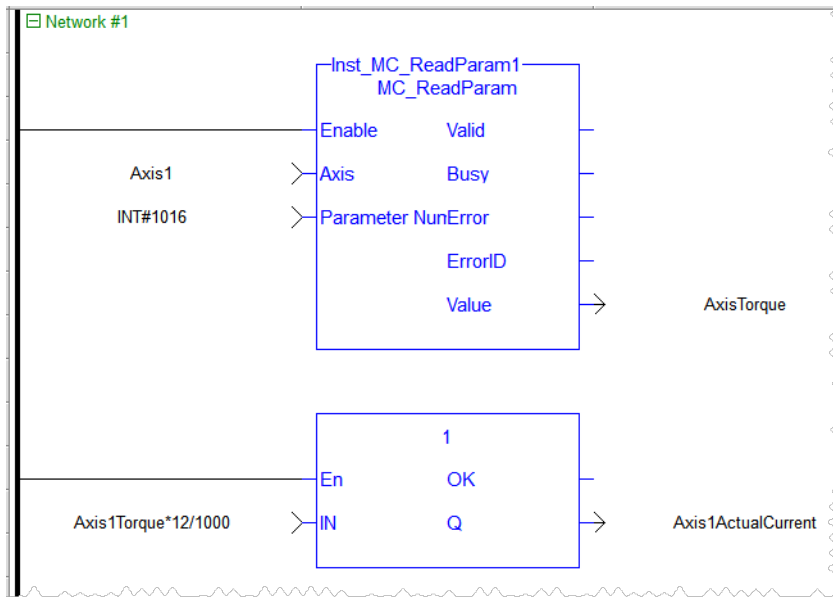 Network #1
Inst_MC_ReadParam1
MC_ReadParam
Enable Valid
Axis1 Axis Busy
INT#1016 Parameter NunError
ErrorID
Value AxisTorque
1
En OK
Axis1Torque*12/1000 IN Q Axis1ActualCurrent